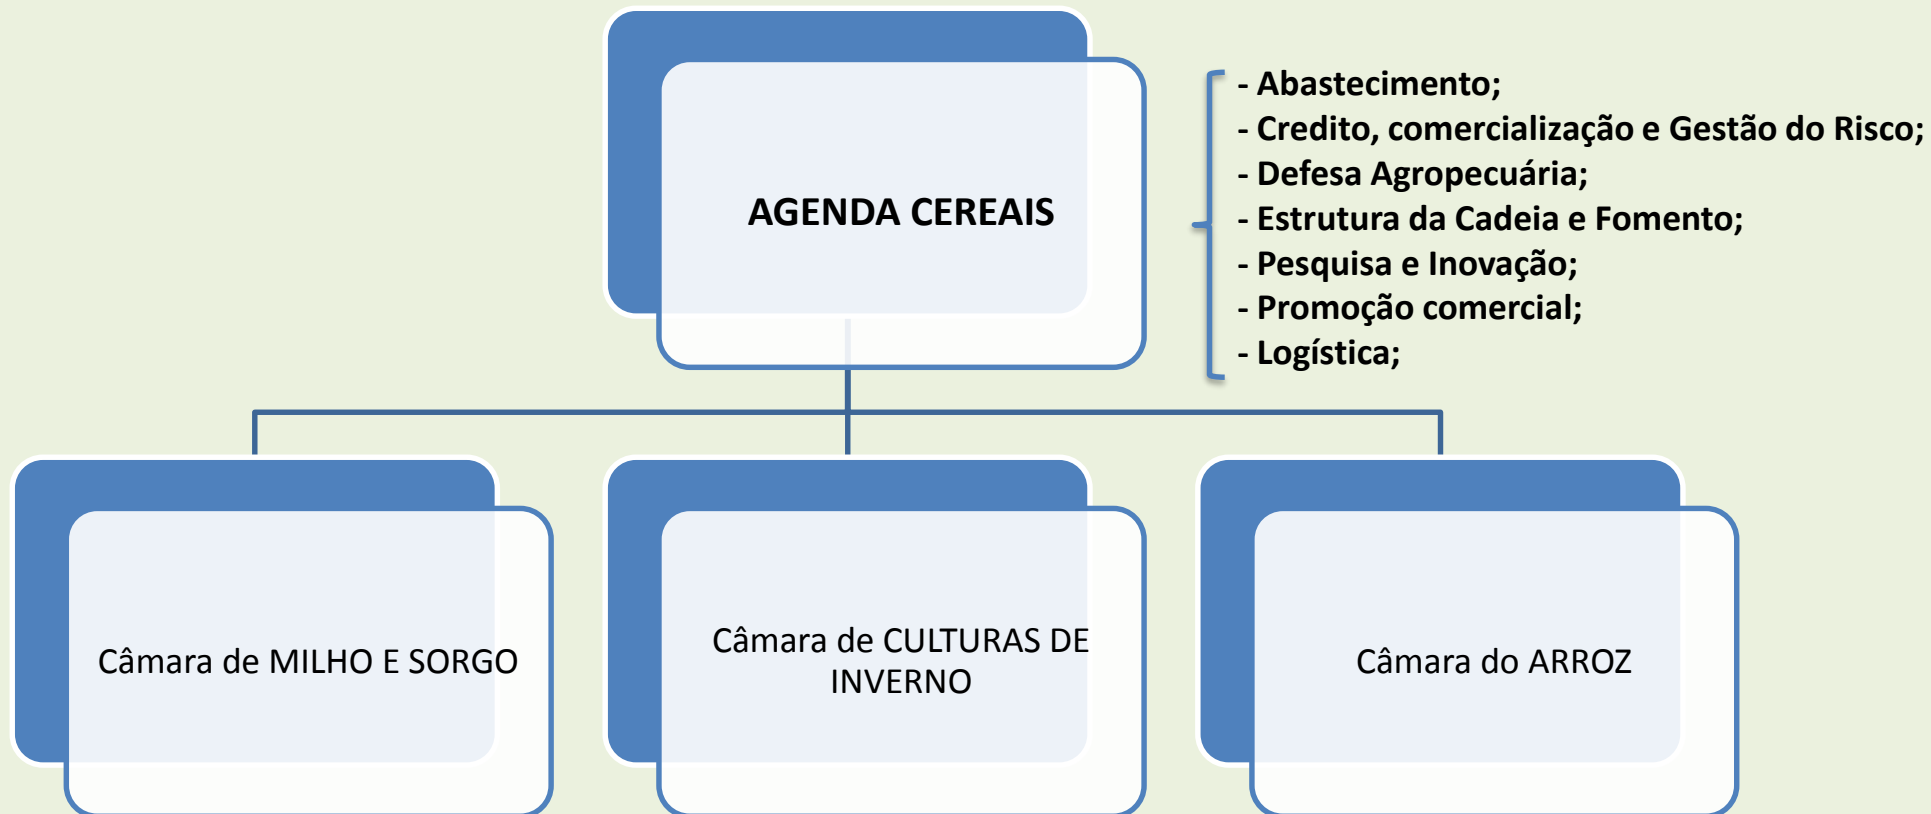 AGENDA CEREAIS
- Abastecimento;
- Credito, comercialização e Gestão do Risco;
- Defesa Agropecuária;
- Estrutura da Cadeia e Fomento;
- Pesquisa e Inovação;
- Promoção comercial;
- Logística;
Câmara de MILHO E SORGO
Câmara de CULTURAS DE
INVERNO
Câmara do ARROZ